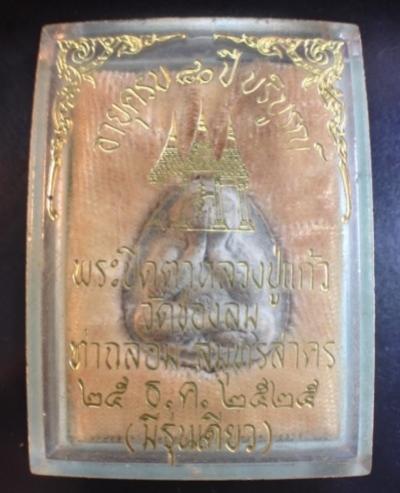 อายุครบ ๘๐ ปี บริบูรณ์
พระปิดตาหลวงปู่แก้ว
วัดช่องลม
ท่าฉลอม สมุทรสาคร
๒๕ ธ.ค. ๒๕๒๕
(มีรุ่นเดียว)